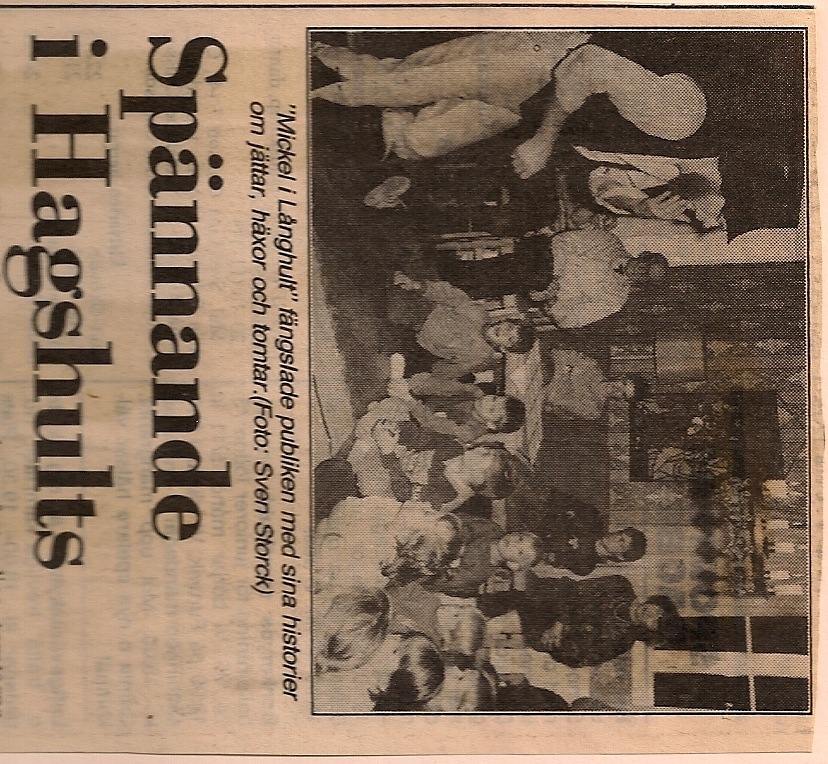 "Mickel i Långhult" fängslade publiken med sina historier
om jättar, häxor och tomtar.(Foto: Sven Storck)
Spännande
i Hagshults